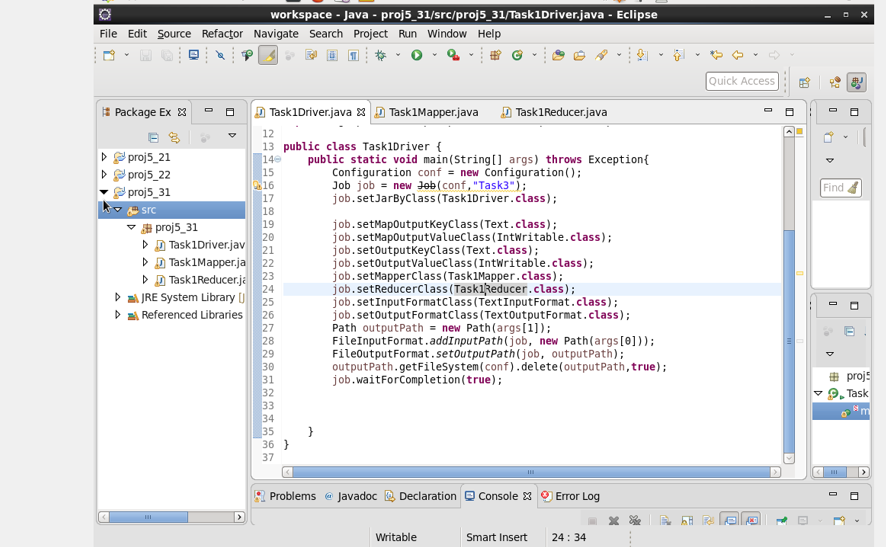 workspace - Java - proj5_31/src/proj5_31/Task1Driver.java - Eclipse
File Edit Source Refactor Navigate Search Project Run Window Help
Quick Access
Package Ex
Task1Driver.java
Task1Mapper.java
Task1Reducer.java
proj5_21
proj5_22
proj5_31
src
proj5_31
Task1Driver.jav
Task1Mapper.ja
Task1Reducer.ja
JRE System Library [J
Referenced Libraries
12
13 public class Task1Driver {
14 public static void main(String[] args) throws Exception{
15 Configuration conf = new Configuration();
16 Job job = new Job(conf,"Task3");
17 job.setJarByClass(Task1Driver.class);
18
19 job.setMapOutputKeyClass(Text.class);
20 job.setMapOutputValueClass(IntWritable.class);
21 job.setOutputKeyClass(Text.class);
22 job.setOutputValueClass(IntWritable.class);
23 job.setMapperClass(Task1Mapper.class);
24 job.setReducerClass(Task1Reducer.class);
25 job.setInputFormatClass(TextInputFormat.class);
26 job.setOutputFormatClass(TextOutputFormat.class);
27 Path outputPath = new Path(args[1]);
28 FileInputFormat.addInputPath(job, new Path(args[0]));
29 FileOutputFormat.setOutputPath(job, outputPath);
30 outputPath.getFileSystem(conf).delete(outputPath,true);
31 job.waitForCompletion(true);
32
33
34
35 }
36 }
37
Find
proj5
Task
m
Problems Javadoc Declaration Console Error Log
Writable Smart Insert 24 : 34